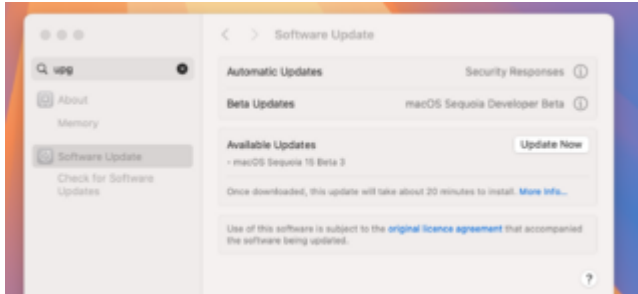 Software Update
upg
Automatic Updates Security Responses
About
Beta Updates macOS Sequoia Developer Beta
Memory
Available Updates Update Now
Software Update
- macOS Sequoia 15 Beta 3
Check for Software
Updates
Once downloaded, this update will take about 20 minutes to install. More info...
Use of this software is subject to the original licence agreement that accompanied
the software being updated.
?